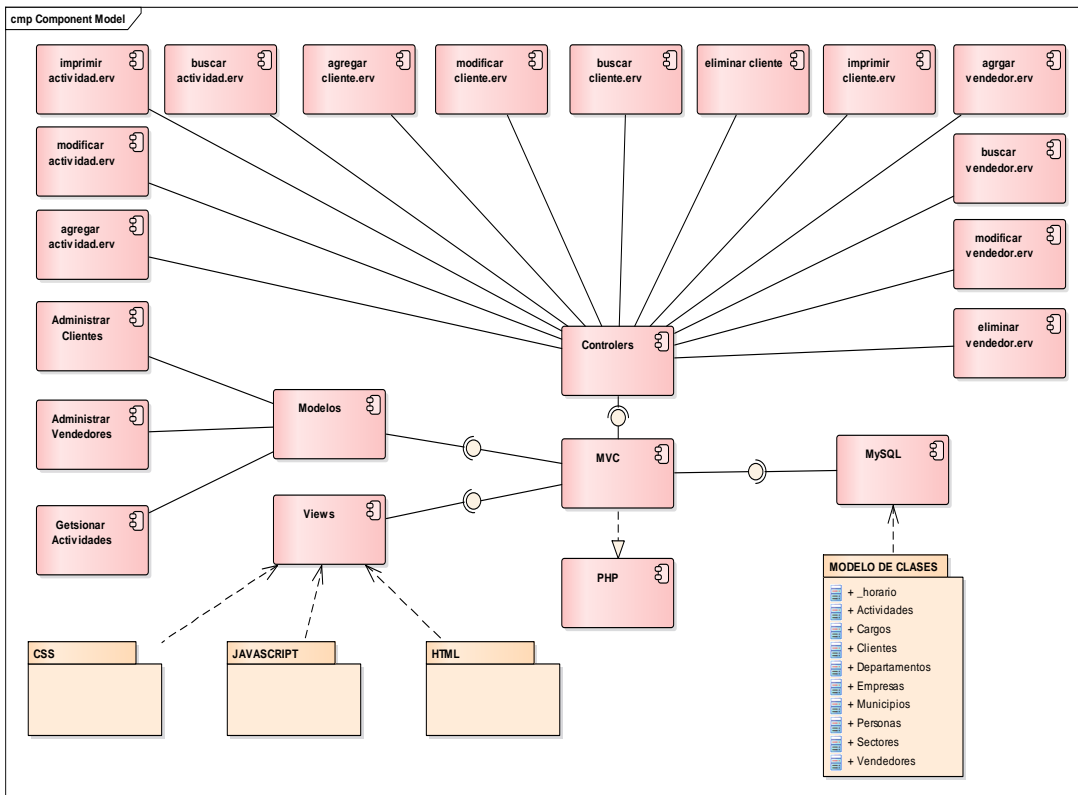 cmp Component Model
imprimir
actividad.erv
buscar
actividad.erv
agregar
cliente.erv
modificar
cliente.erv
buscar
cliente.erv
eliminar cliente
imprimir
cliente.erv
agrgar
vendedor.erv
modificar
actividad.erv
buscar
vendedor.erv
agregar
actividad.erv
modificar
vendedor.erv
Administrar
Clientes
eliminar
vendedor.erv
Controlers
Modelos
Administrar
Vendedores
MVC
MySQL
Getsionar
Actividades
Views
PHP
MODELO DE CLASES
+ _horario
+ Actividades
+ Cargos
+ Clientes
+ Departamentos
+ Empresas
+ Municipios
+ Personas
+ Sectores
+ Vendedores
CSS
JAVASCRIPT
HTML